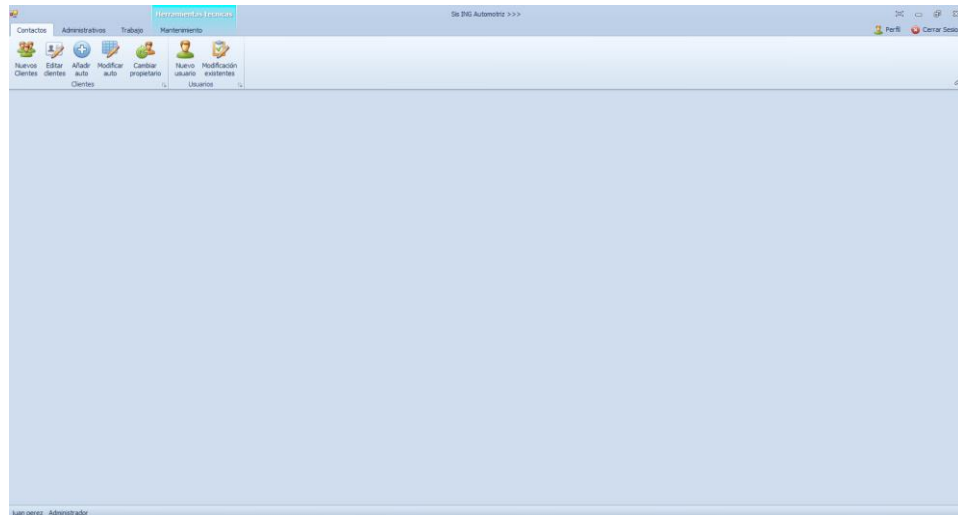 Herramientas técnicas
Sis ING Automotriz >>>
Contactos Administrativos Trabajo Mantenimiento
Perfil Cerrar Sesio
Nuevos Editar Añadir Modificar Cambiar Nuevo Modificación
Clientes clientes auto auto propietario usuario existentes
Clientes Usuarios
juan perez Administrador